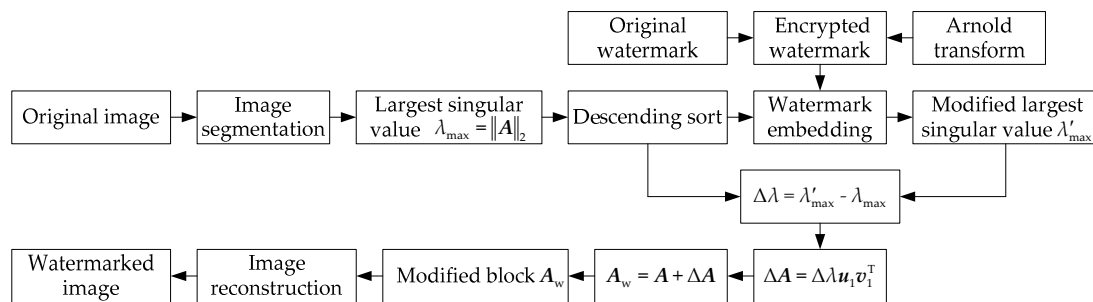 Original
watermark
Encrypted
watermark
Arnold
transform
Original image
Image
segmentation
Largest singular
value λmax = ‖A‖2
Descending sort
Watermark
embedding
Modified largest
singular value λ′max
Δλ = λ′max - λmax
Watermarked
image
Image
reconstruction
Modified block Aw
Aw = A + ΔA
ΔA = Δλu1v1T